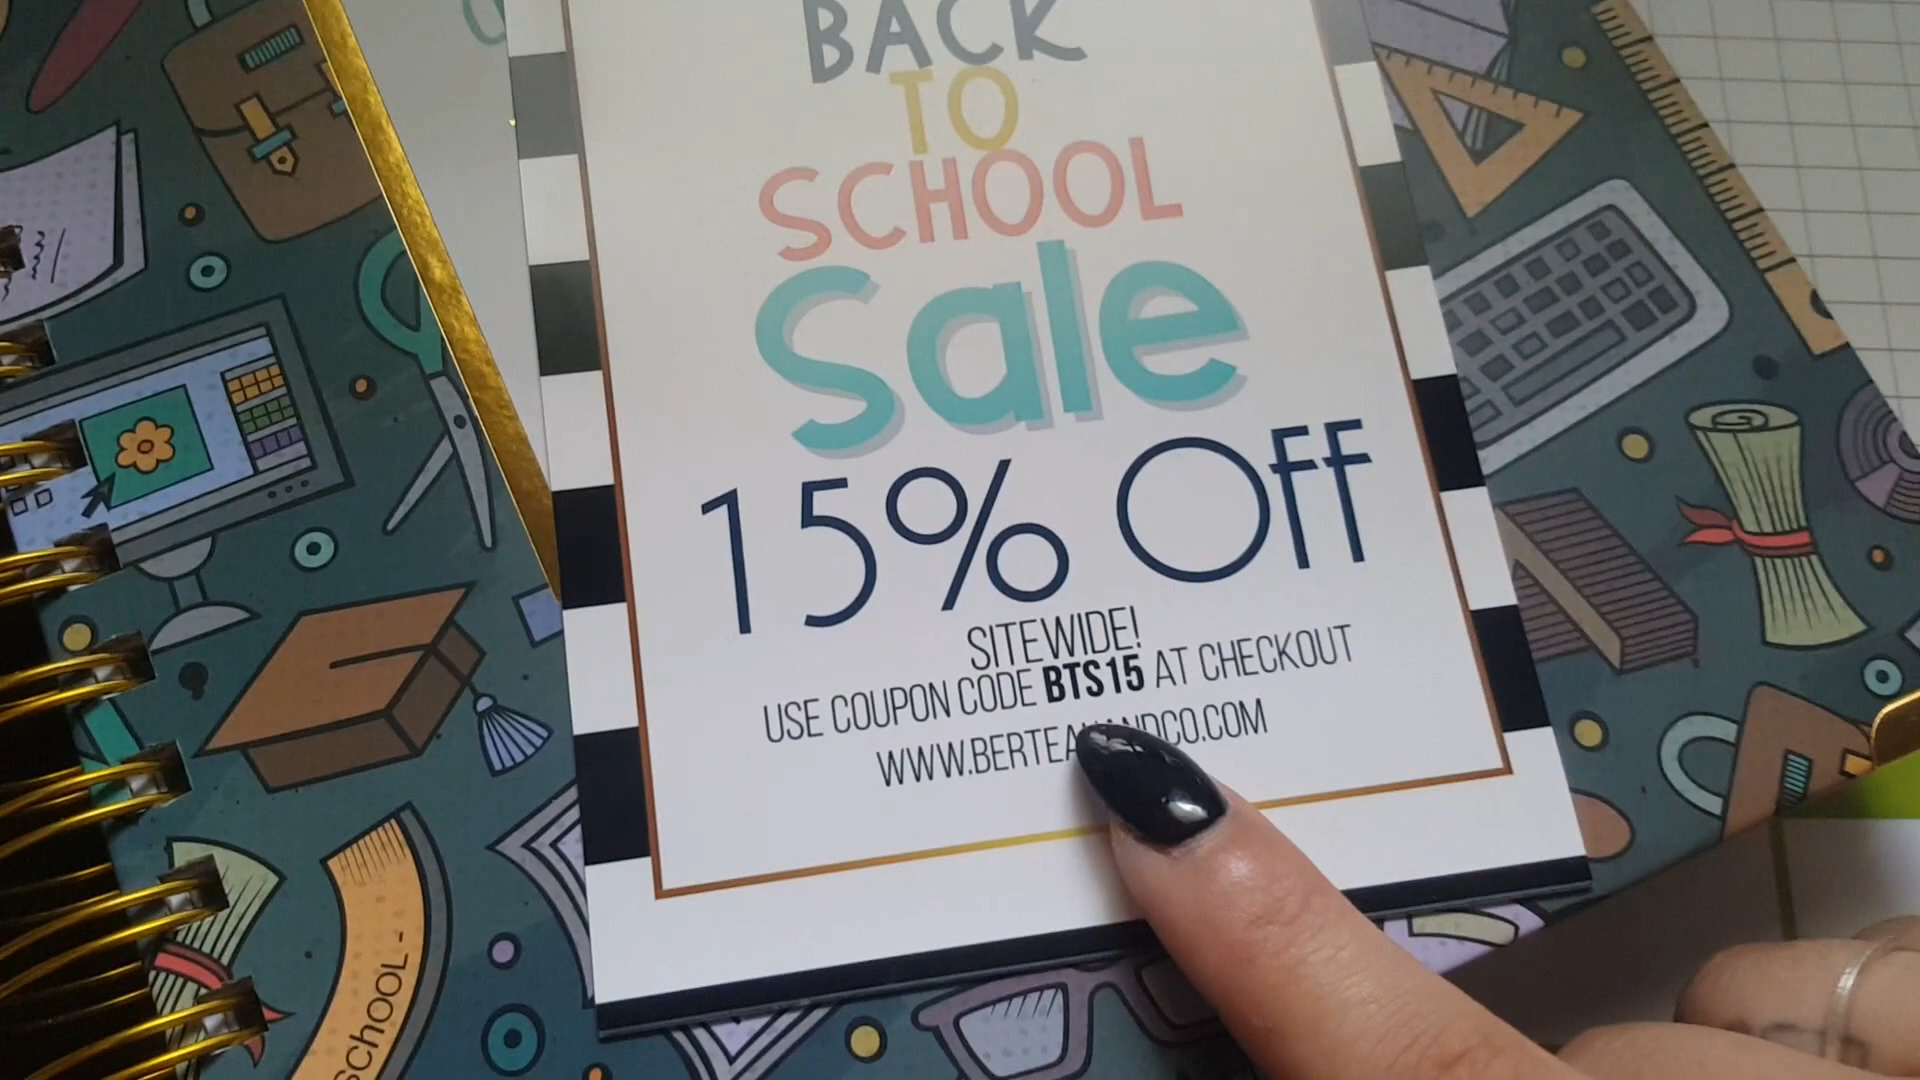 BACK
TO
SCHOOL
Sale
15% Off
SITEWIDE!
USE COUPON CODE BTS15 AT CHECKOUT
SCHOOL